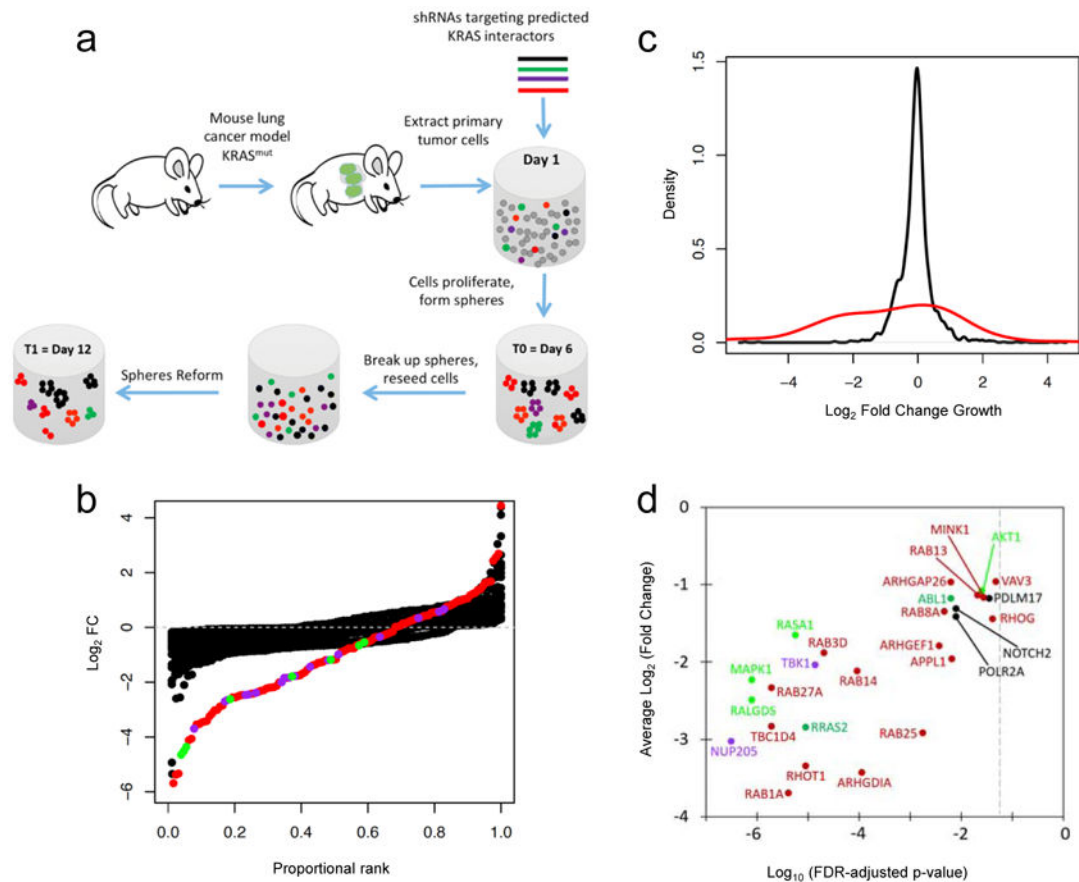 a
shRNAs targeting predicted
KRAS interactors
Mouse lung
cancer model
KRASmut
Extract primary
tumor cells
Day 1
Cells proliferate,
form spheres
T1 = Day 12
Spheres Reform
Break up spheres,
reseed cells
T0 = Day 6
c
1.5
1.0
0.5
0.0
Density
−4 −2 0 2 4
Log2 Fold Change Growth
b
4
2
0
−2
−4
−6
Log2 FC
0.0 0.2 0.4 0.6 0.8 1.0
Proportional rank
d
0
-1
-2
-3
-4
Average Log2 (Fold Change)
MINK1
AKT1
RAB13
ARHGAP26
VAV3
ABL1
PDLM17
RAB8A
RHOG
RASA1
RAB3D
ARHGEF1
NOTCH2
TBK1
APPL1
POLR2A
MAPK1
RAB14
RAB27A
RALGDS
TBC1D4
RRAS2
RAB25
NUP205
RHOT1
ARHGDIA
RAB1A
-6 -4 -2 0
Log10 (FDR-adjusted p-value)